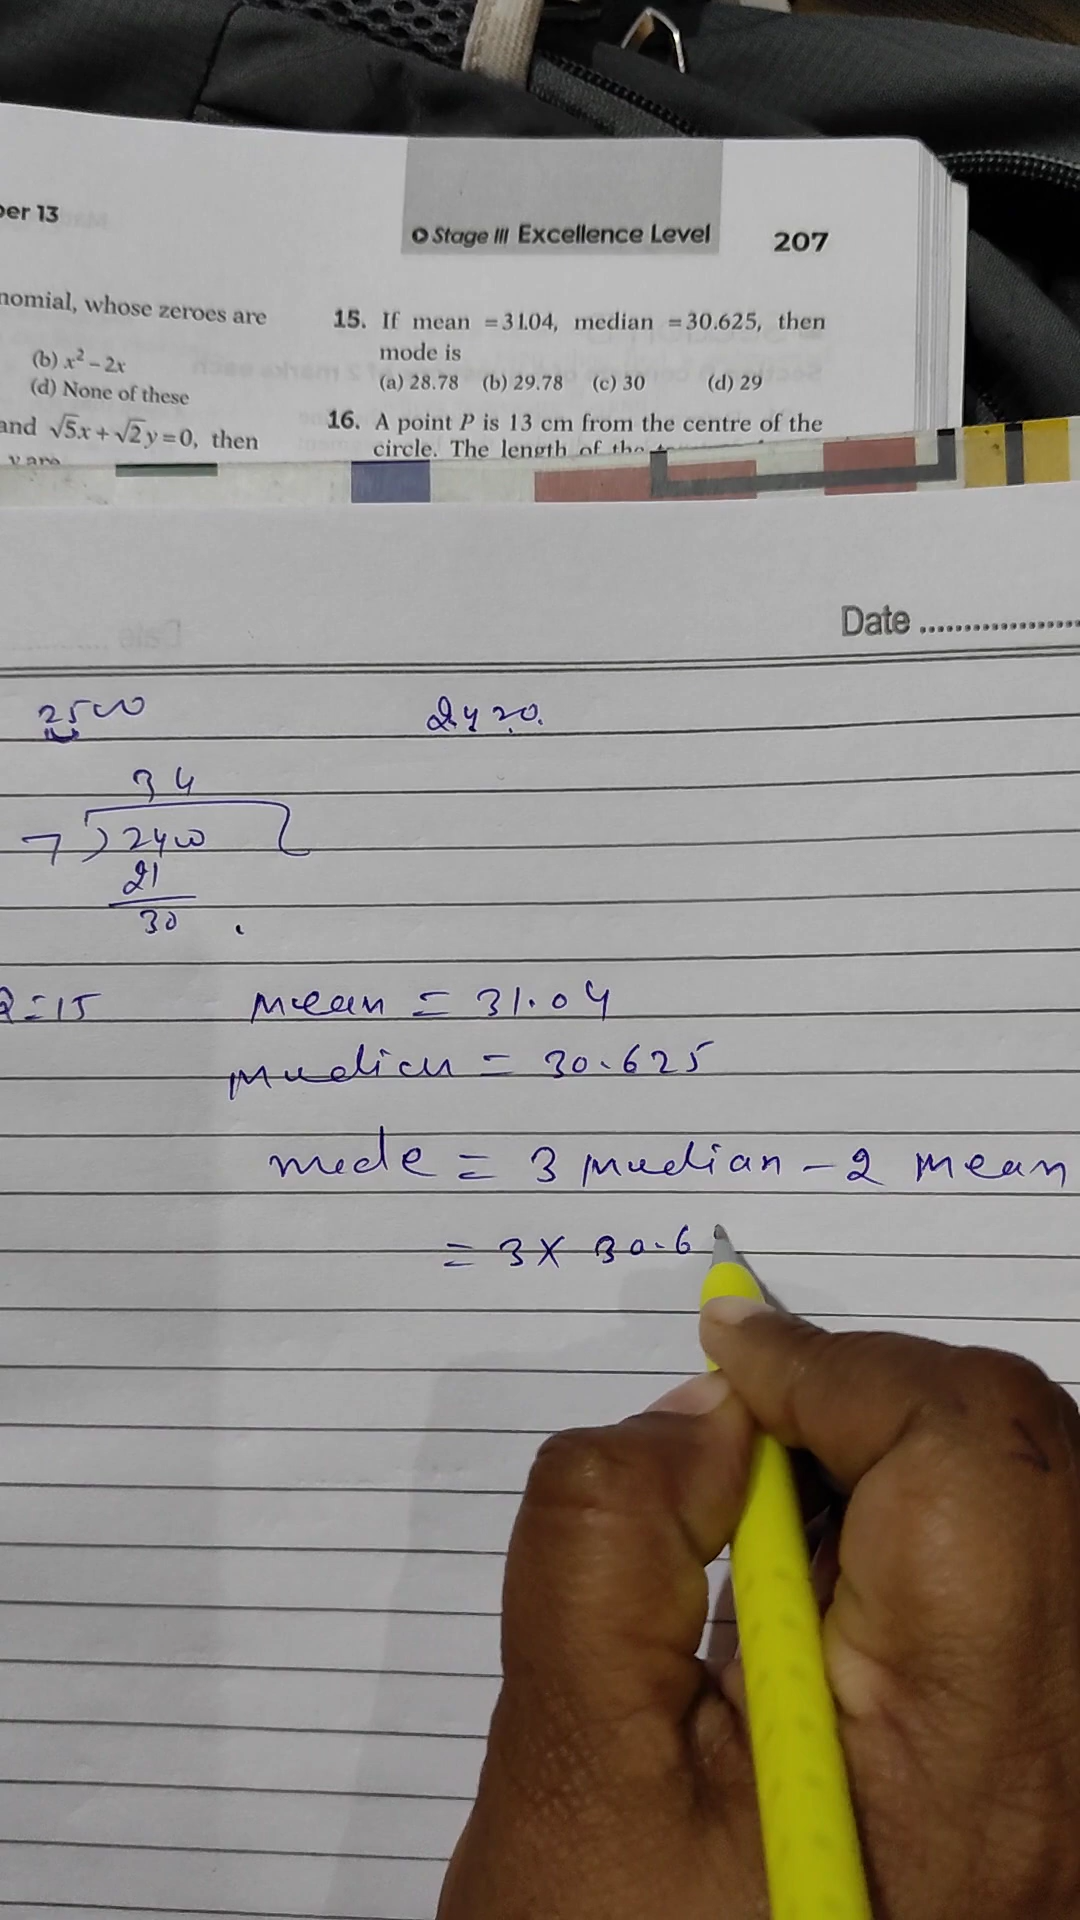 per 13
Stage III Excellence Level 207
nomial, whose zeroes are
(b) x² – 2x
(d) None of these
and √5x + √2y = 0, then
15. If mean = 31.04, median = 30.625, then
mode is
(a) 28.78 (b) 29.78 (c) 30 (d) 29
16. A point P is 13 cm from the centre of the
circle. The length of the
Date ..................
2500
2420.
34
7)2400
21
30
Q=15 mean = 31.04
median = 30.625
mode = 3 median – 2 mean
= 3 × 30.6